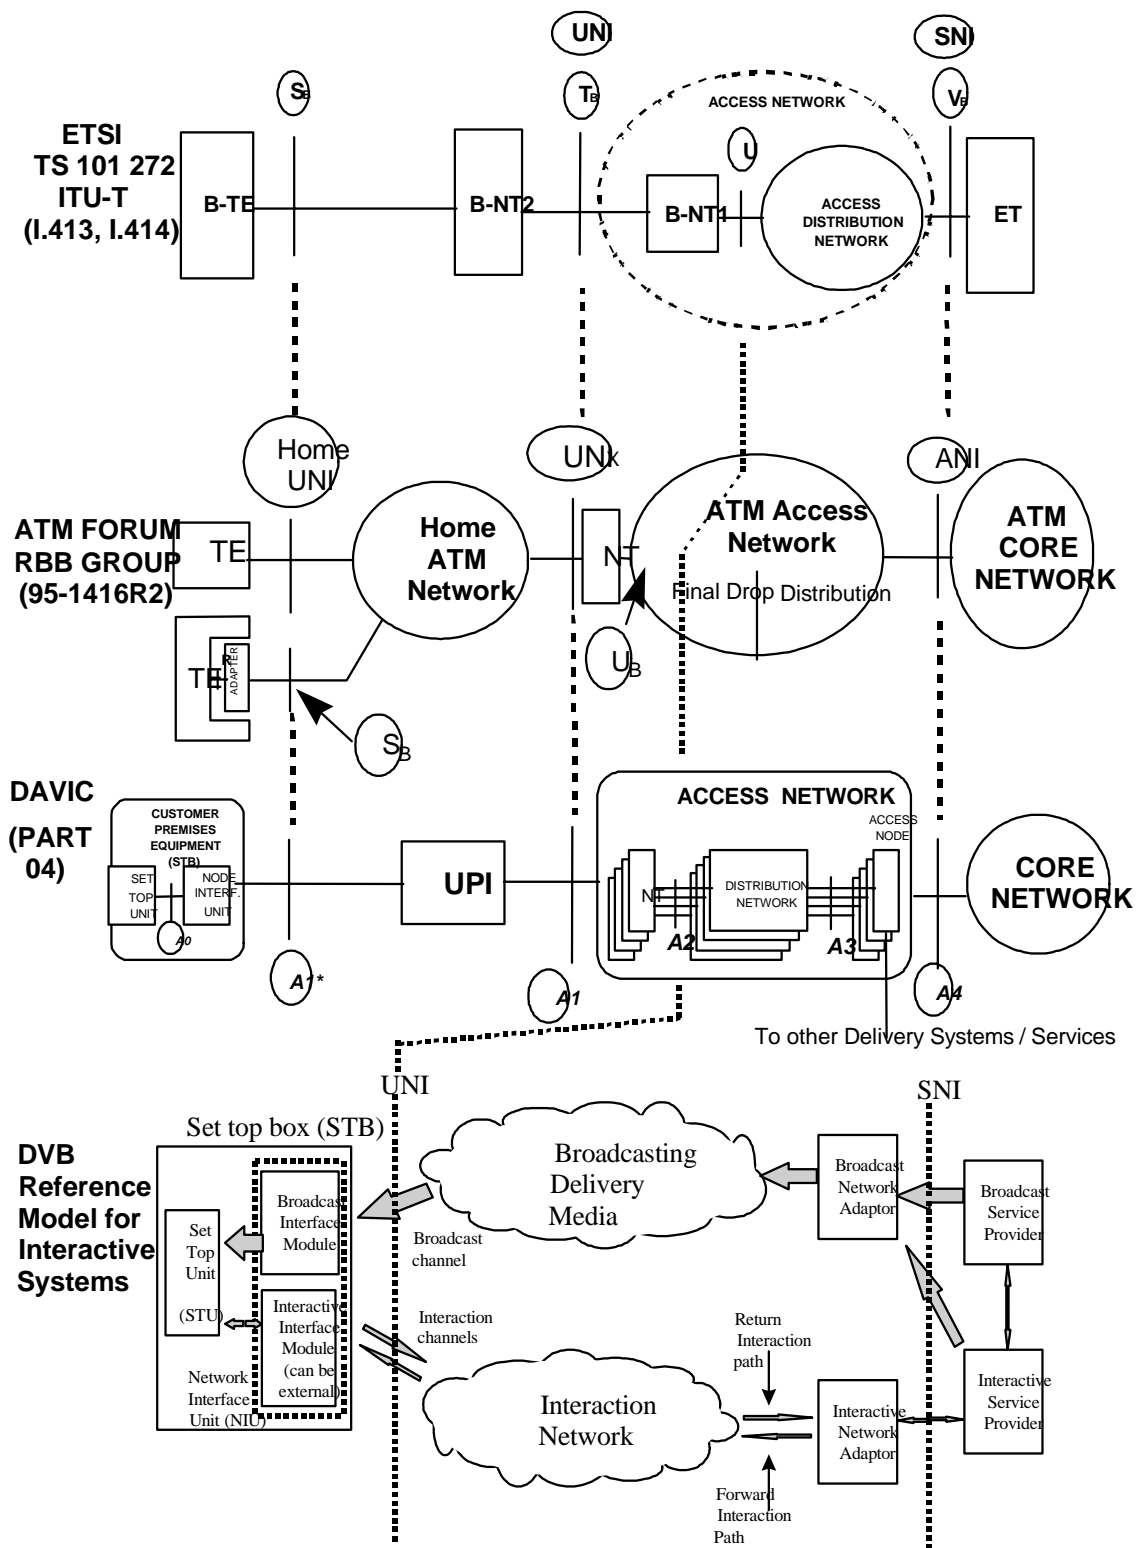 UNI
SNI
SB
TB
VB
ACCESS NETWORK
ETSI
TS 101 272
ITU-T
(I.413, I.414)
B-TE
B-NT2
B-NT1
U
ACCESS
DISTRIBUTION
NETWORK
ET
Home
UNI
UNx
ANI
ATM FORUM
RBB GROUP
(95-1416R2)
TE
Home
ATM
Network
NT
ATM Access
Network
Final Drop Distribution
ATM
CORE
NETWORK
TE
R
ADAPTER
SB
UB
DAVIC
(PART
04)
CUSTOMER
PREMISES
EQUIPMENT
(STB)
SET
TOP
UNIT
NODE
INTERF.
UNIT
A0
A1*
UPI
A1
ACCESS NETWORK
ACCESS
NODE
NT
DISTRIBUTION
NETWORK
A2
A3
A4
CORE
NETWORK
To other Delivery Systems / Services
UNI
SNI
DVB
Reference
Model for
Interactive
Systems
Set top box (STB)
Set
Top
Unit
(STU)
Broadcast
Interface
Module
Interactive
Interface
Module
(can be
external)
Network
Interface
Unit (NIU)
Broadcasting
Delivery
Media
Broadcast
channel
Interaction
channels
Broadcast
Network
Adaptor
Broadcast
Service
Provider
Return
Interaction
path
Interaction
Network
Interactive
Network
Adaptor
Interactive
Service
Provider
Forward
Interaction
Path